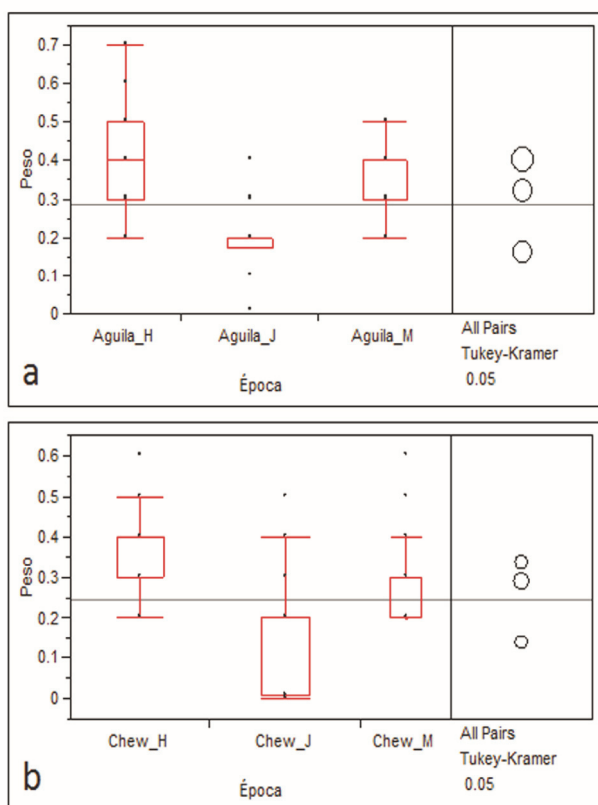 0.7
0.6
0.5
0.4
0.3
0.2
0.1
0
Peso
Aguila_H
Aguila_J
Aguila_M
All Pairs
Tukey-Kramer
0.05
Época
a
0.6
0.5
0.4
0.3
0.2
0.1
0
Peso
Chew_H
Chew_J
Chew_M
All Pairs
Tukey-Kramer
0.05
Época
b